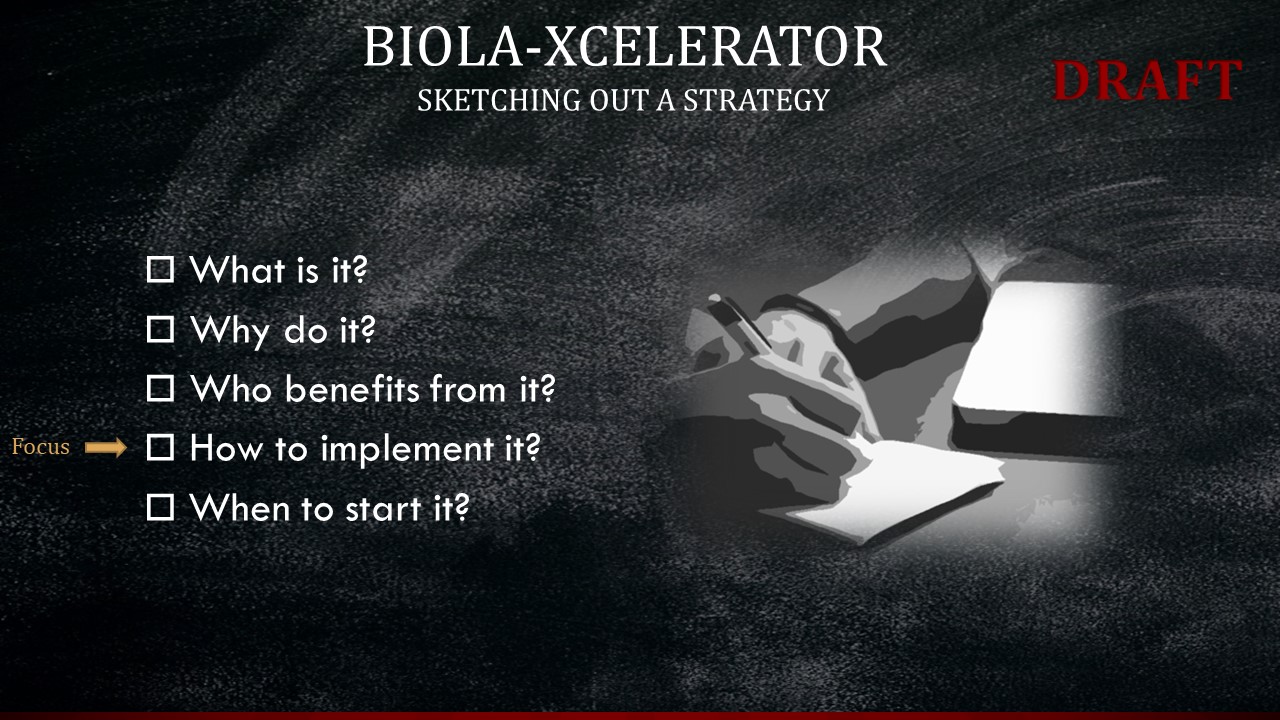 BIOLA-XCELERATOR
SKETCHING OUT A STRATEGY
DRAFT
What is it?
Why do it?
Who benefits from it?
Focus
How to implement it?
When to start it?